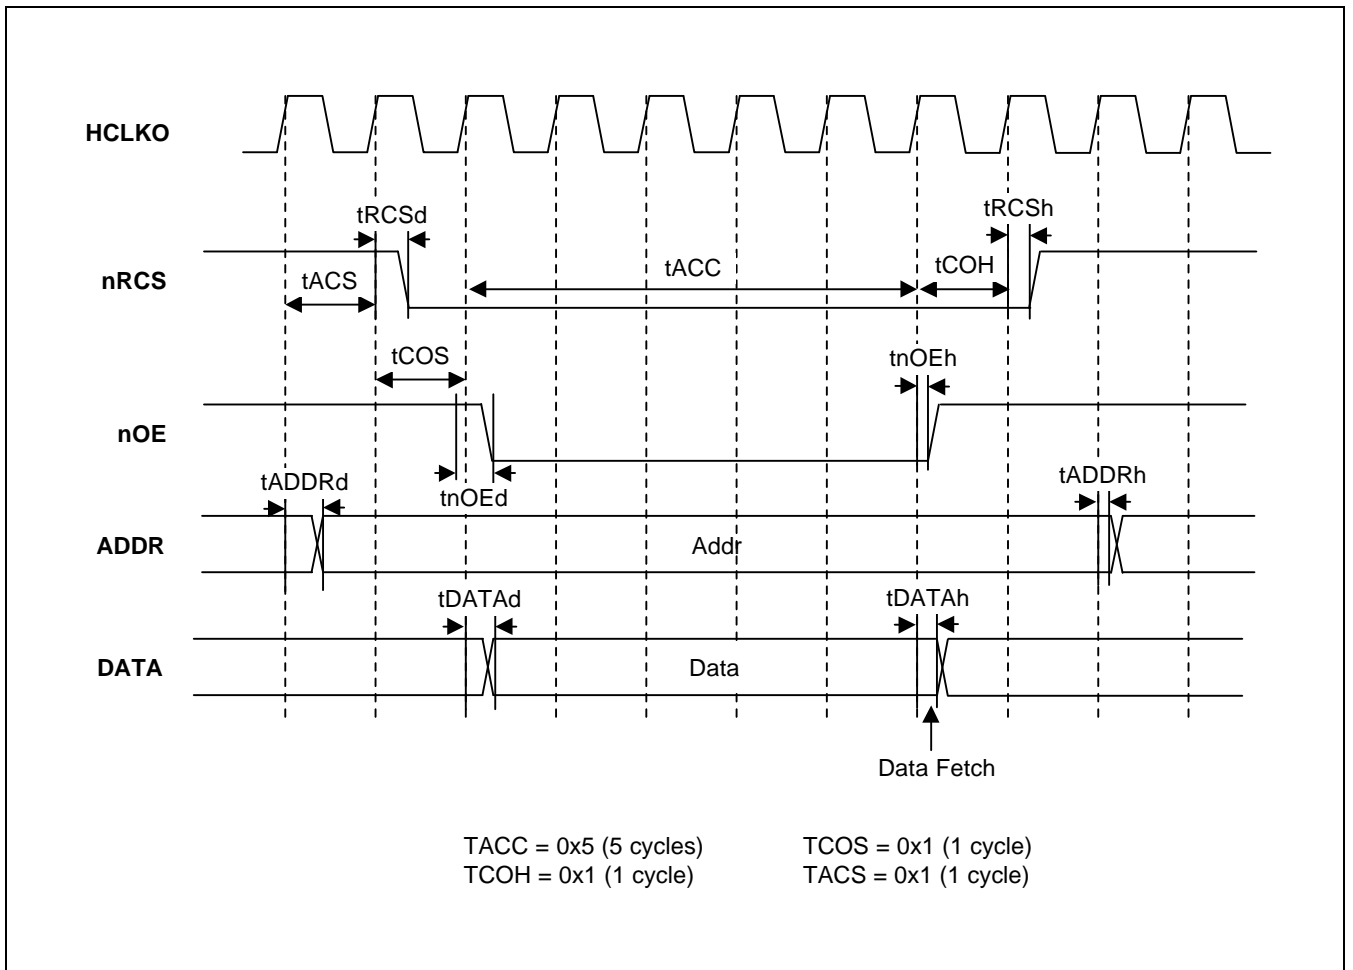 HCLKO
tRCSd
tRCSh
nRCS
tACS
tACC
tCOH
tCOS
tnOEh
nOE
tADDRd
tnOEd
tADDRh
ADDR
Addr
tDATAd
tDATAh
DATA
Data
Data Fetch
TACC = 0x5 (5 cycles) TCOS = 0x1 (1 cycle)
TCOH = 0x1 (1 cycle) TACS = 0x1 (1 cycle)